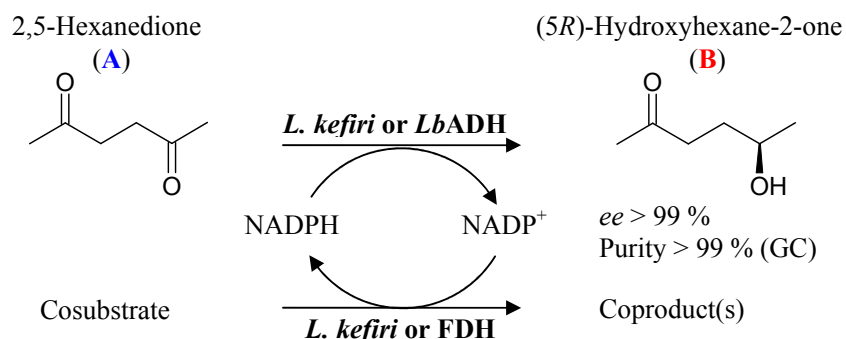 2,5-Hexanedione
(A)
(5R)-Hydroxyhexane-2-one
(B)
O
O
L. kefiri or LbADH
O
OH
NADPH
NADP+
ee > 99 %
Purity > 99 % (GC)
Cosubstrate
L. kefiri or FDH
Coproduct(s)